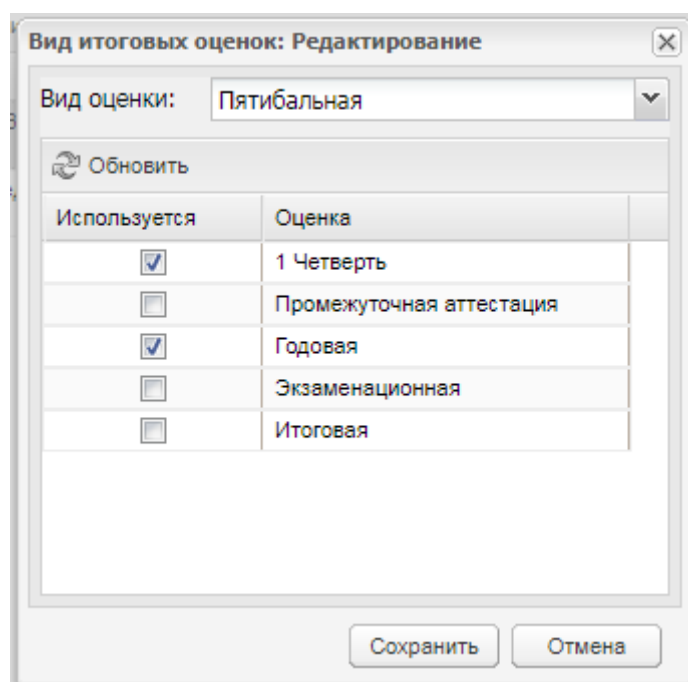 Вид итоговых оценок: Редактирование
Вид оценки: Пятибальная
Обновить
Используется Оценка
1 Четверть
Промежуточная аттестация
Годовая
Экзаменационная
Итоговая
Сохранить Отмена